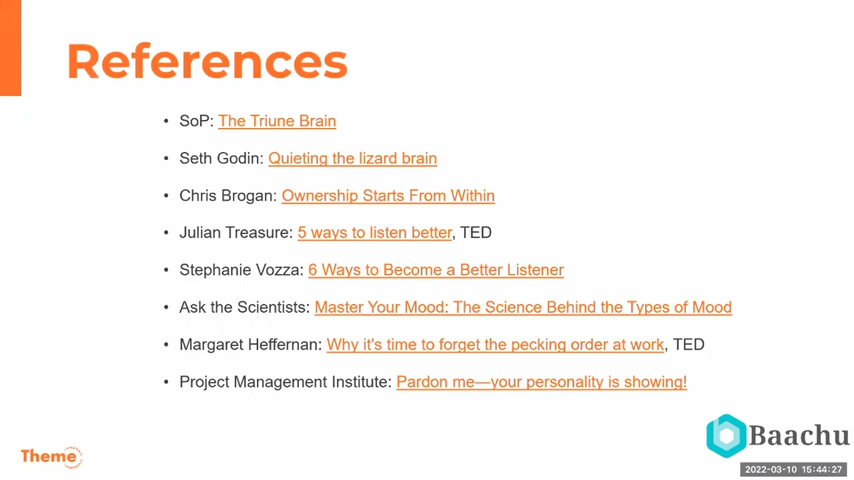 References
• SoP: The Triune Brain
• Seth Godin: Quieting the lizard brain
• Chris Brogan: Ownership Starts From Within
• Julian Treasure: 5 ways to listen better, TED
• Stephanie Vozza: 6 Ways to Become a Better Listener
• Ask the Scientists: Master Your Mood: The Science Behind the Types of Mood
• Margaret Heffernan: Why it's time to forget the pecking order at work, TED
• Project Management Institute: Pardon me—your personality is showing!
Theme
Baachu
2022-03-10 15:44:27